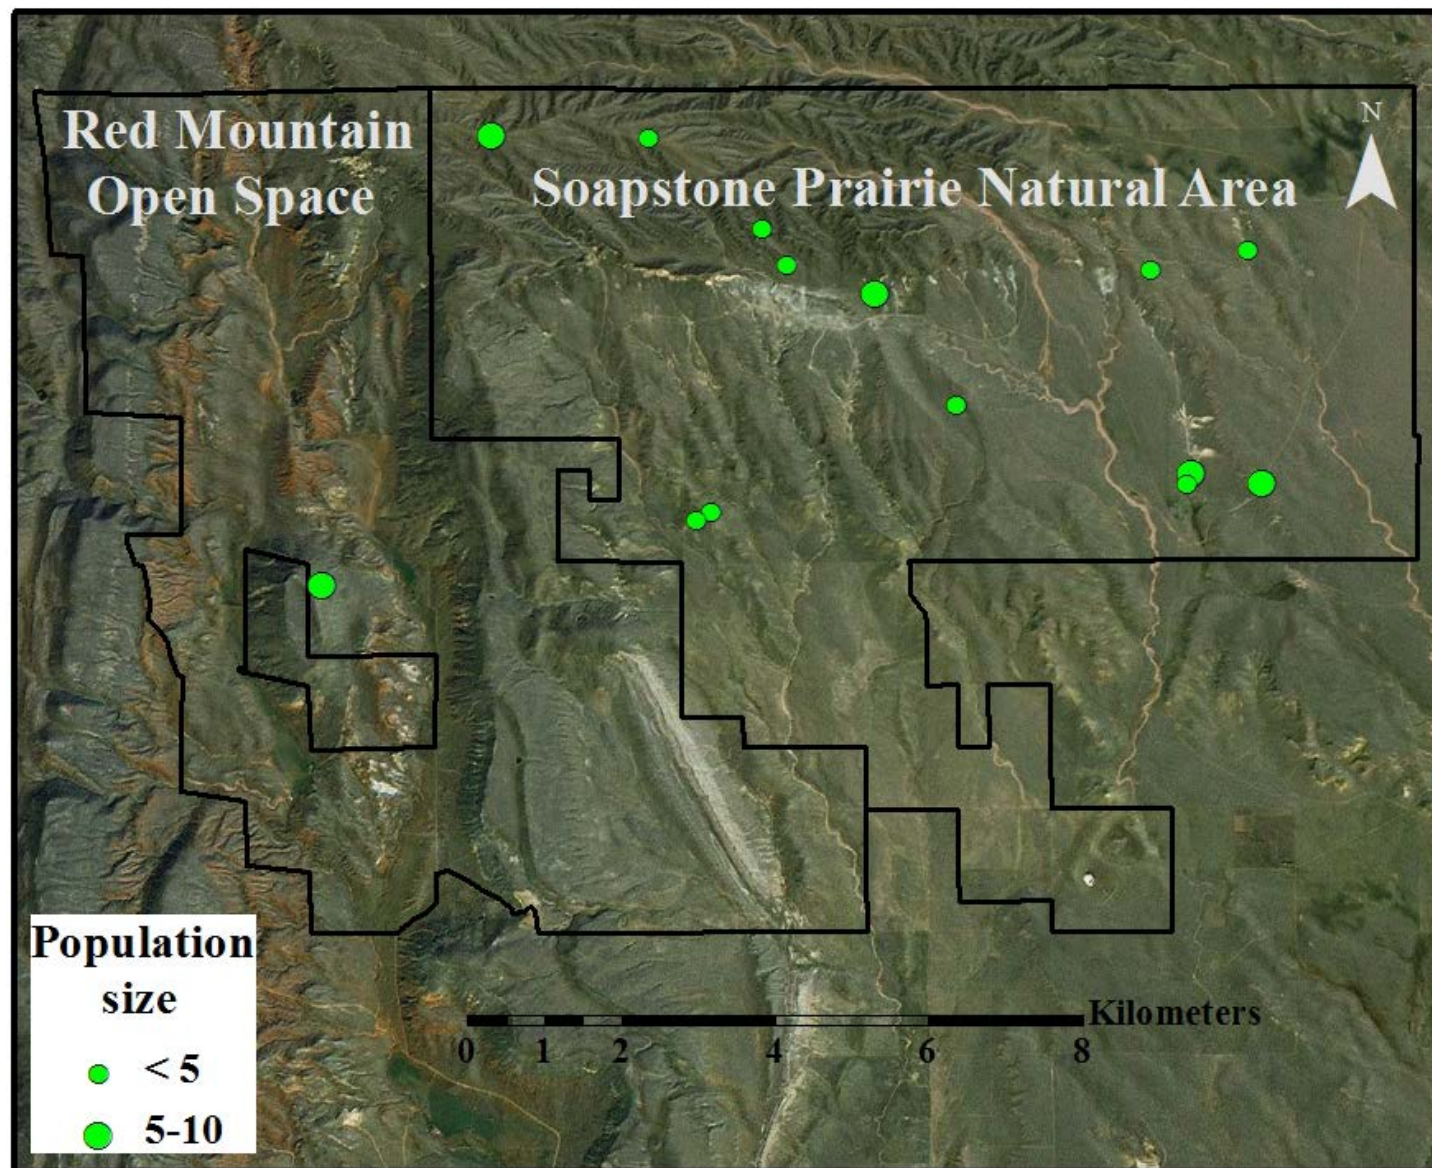 Red Mountain
Open Space
Soapstone Prairie Natural Area
N
Population
size
< 5
5-10
Kilometers
0 1 2 4 6 8